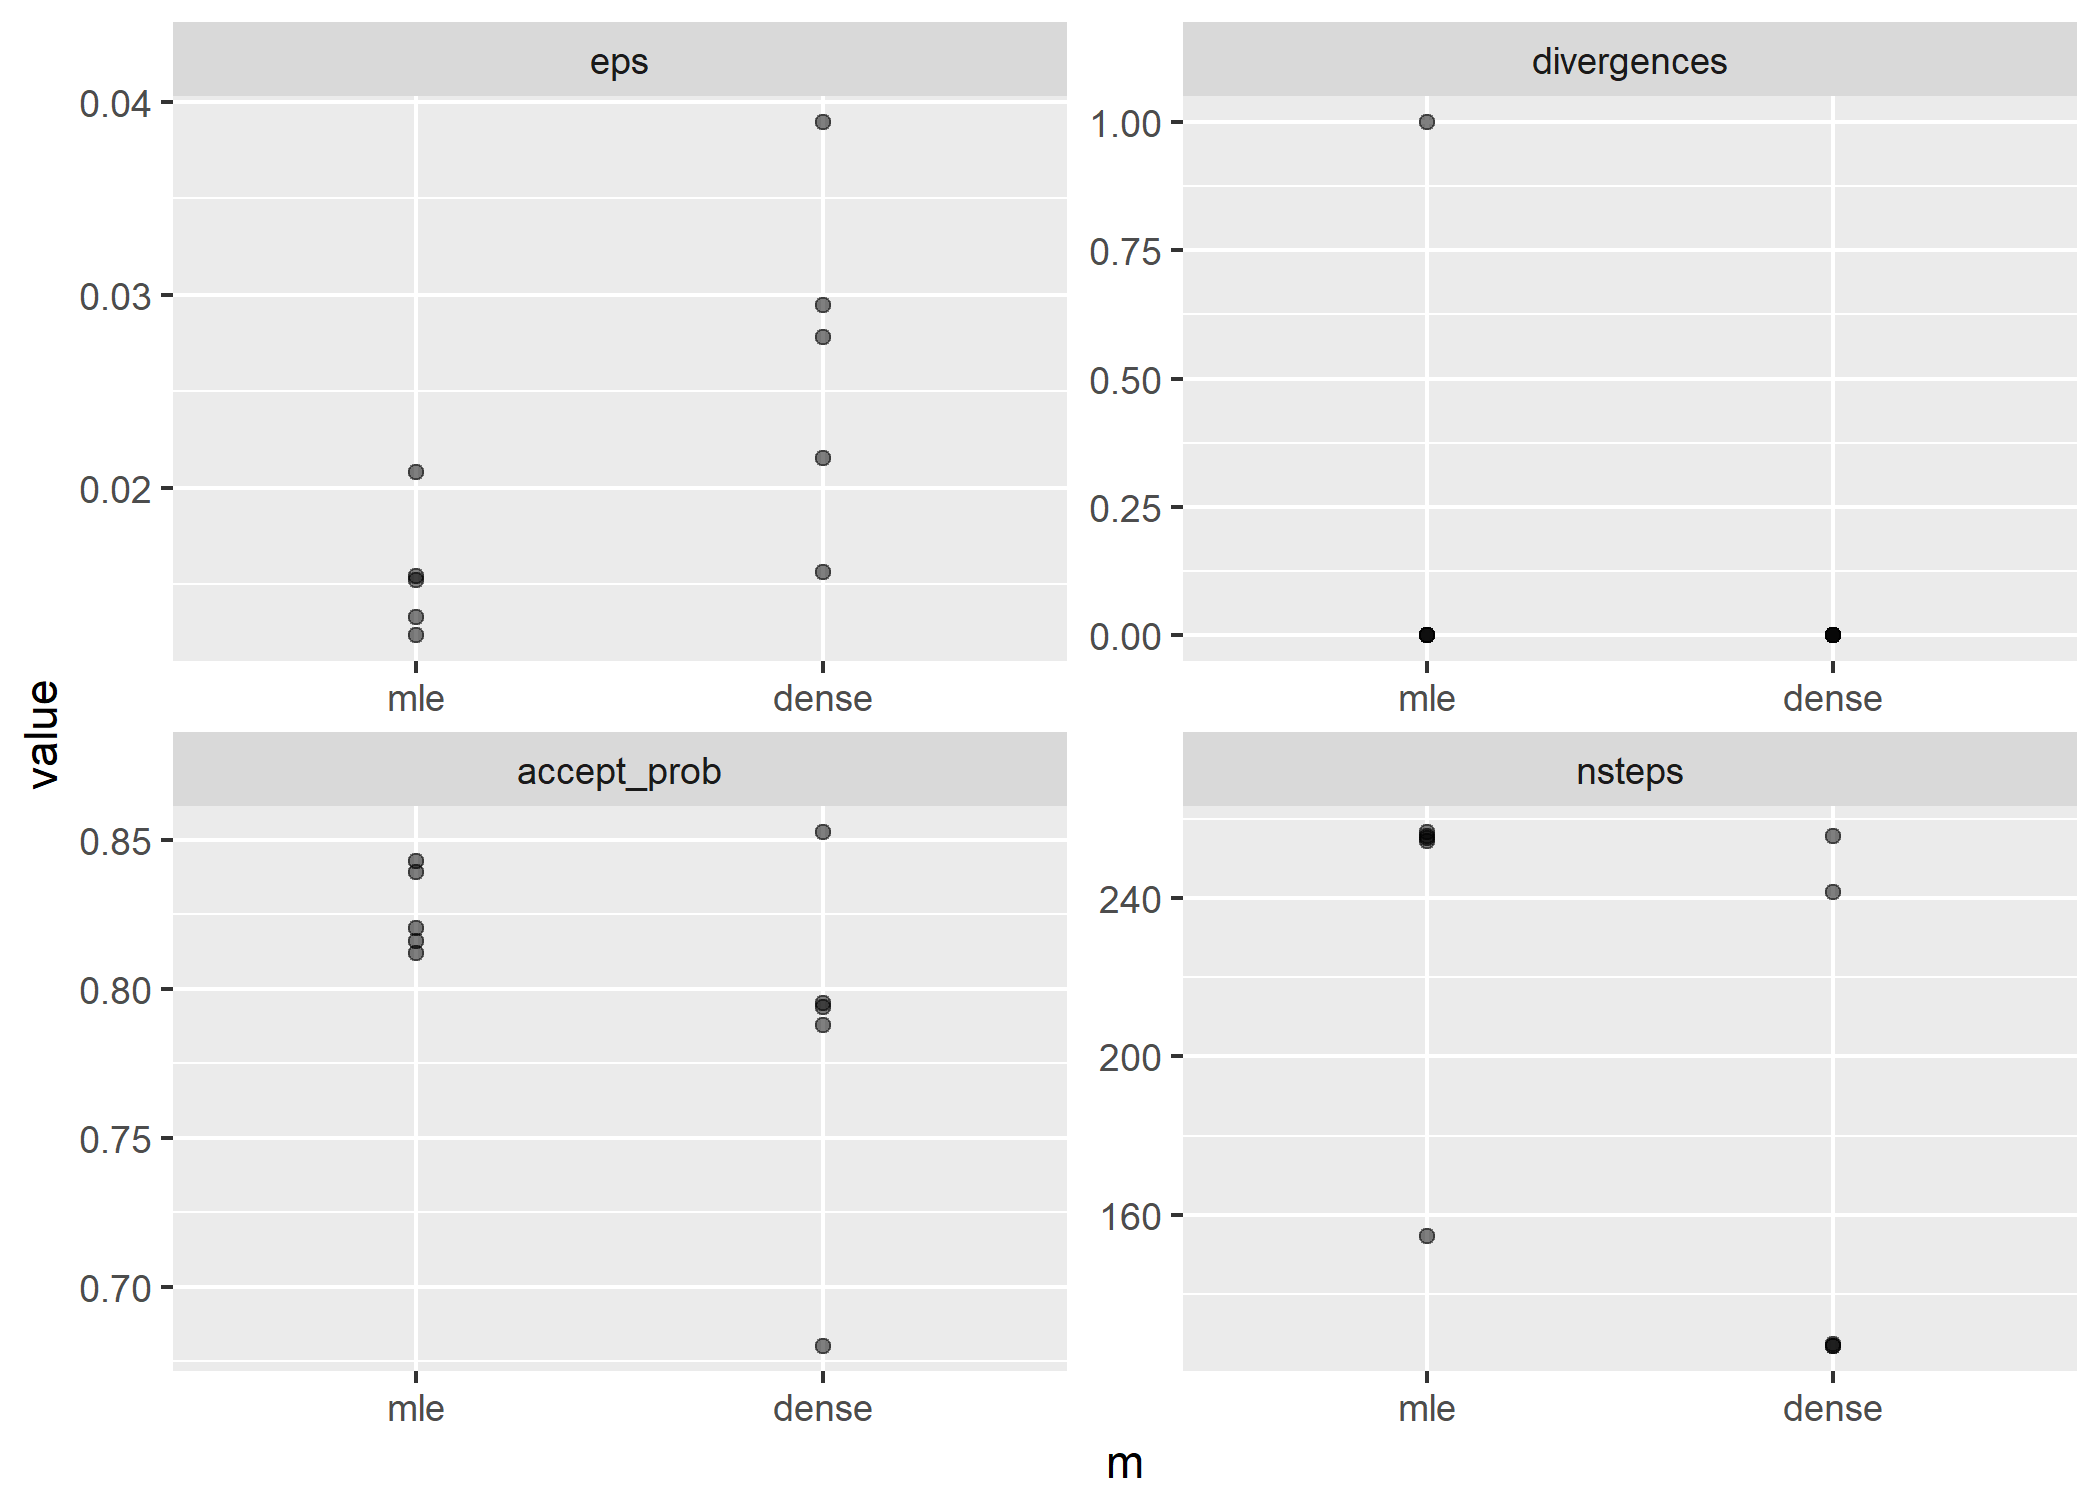 eps
divergences
0.04
0.03
0.02
1.00
0.75
0.50
0.25
0.00
mle
dense
mle
dense
value
accept_prob
nsteps
0.85
0.80
0.75
0.70
240
200
160
mle
dense
mle
dense
m